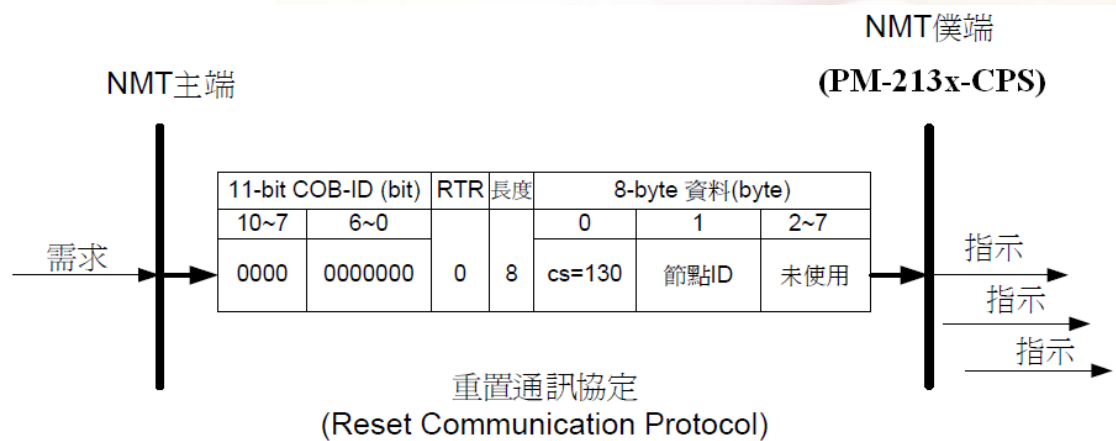 NMT僕端
NMT主端
(PM-213x-CPS)
11-bit COB-ID (bit) RTR 長度 8-byte 資料(byte)
10~7 6~0 0 1 2~7
需求
0000 0000000 0 8 cs=130 節點ID 未使用
指示
指示
指示
重置通訊協定
(Reset Communication Protocol)